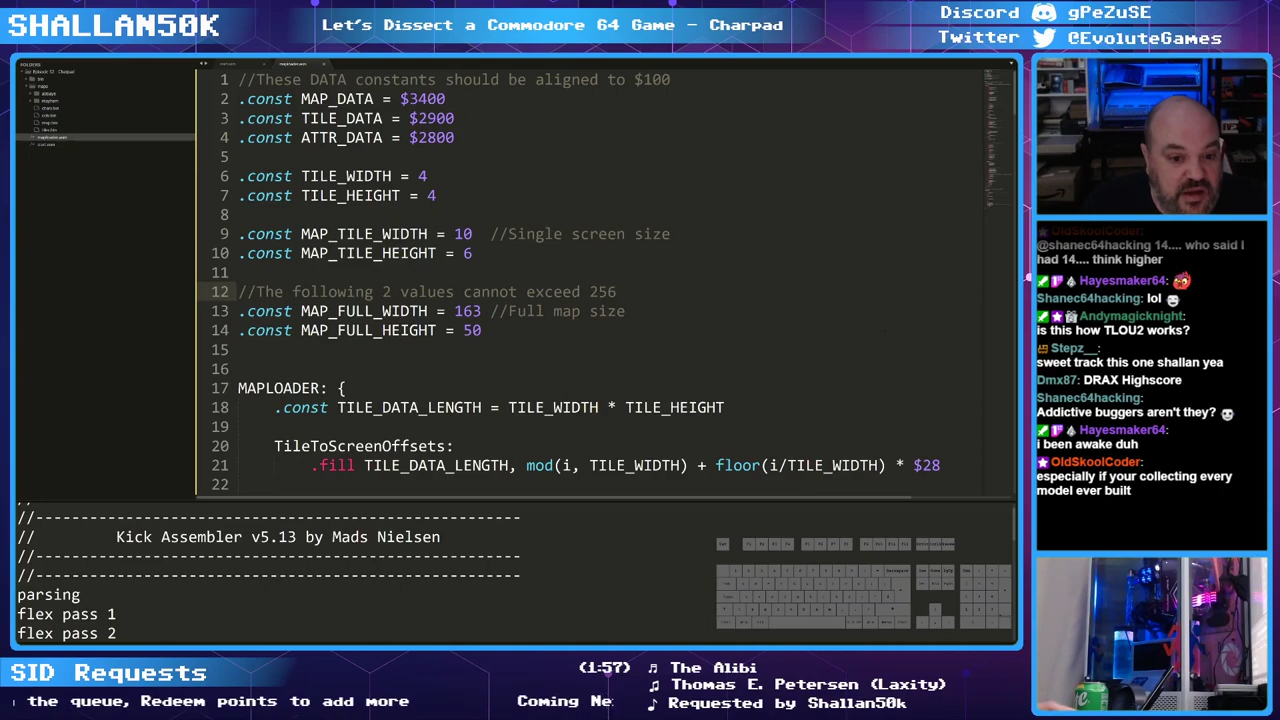 SHALLAN50K
Let's Dissect a Commodore 64 Game - Charpad
Discord gPeZuSE
Twitter @EvoluteGames
FOLDERS
maps
1 //These DATA constants should be aligned to $100
2 .const MAP_DATA = $3400
3 .const TILE_DATA = $2900
4 .const ATTR_DATA = $2800
5
6 .const TILE_WIDTH = 4
7 .const TILE_HEIGHT = 4
8
9 .const MAP_TILE_WIDTH = 10 //Single screen size
10 .const MAP_TILE_HEIGHT = 6
11
12 //The following 2 values cannot exceed 256
13 .const MAP_FULL_WIDTH = 163 //Full map size
14 .const MAP_FULL_HEIGHT = 50
15
16
17 MAPLOADER: {
18 .const TILE_DATA_LENGTH = TILE_WIDTH * TILE_HEIGHT
19
20 TileToScreenOffsets:
21 .fill TILE_DATA_LENGTH, mod(i, TILE_WIDTH) + floor(i/TILE_WIDTH) * $28
22
//
//------------------------------------------------------
// Kick Assembler v5.13 by Mads Nielsen
//------------------------------------------------------
//------------------------------------------------------
parsing
flex pass 1
flex pass 2
OldSkoolCoder:
@shanec64hacking 14.... who said I
had 14.... think higher
Hayesmaker64:
Shanec64hacking: lol
Andymagicknight:
is this how TLOU2 works?
Stepz__:
sweet track this one shallan yea
Dmx87: DRAX Highscore
Shanec64hacking:
Addictive buggers aren't they?
Hayesmaker64:
i been awake duh
OldSkoolCoder:
especially if your collecting every
model ever built
SID Requests
the queue, Redeem points to add more
Coming Ne
(1:57) The Alibi
Thomas E. Petersen (Laxity)
Requested by Shallan50k